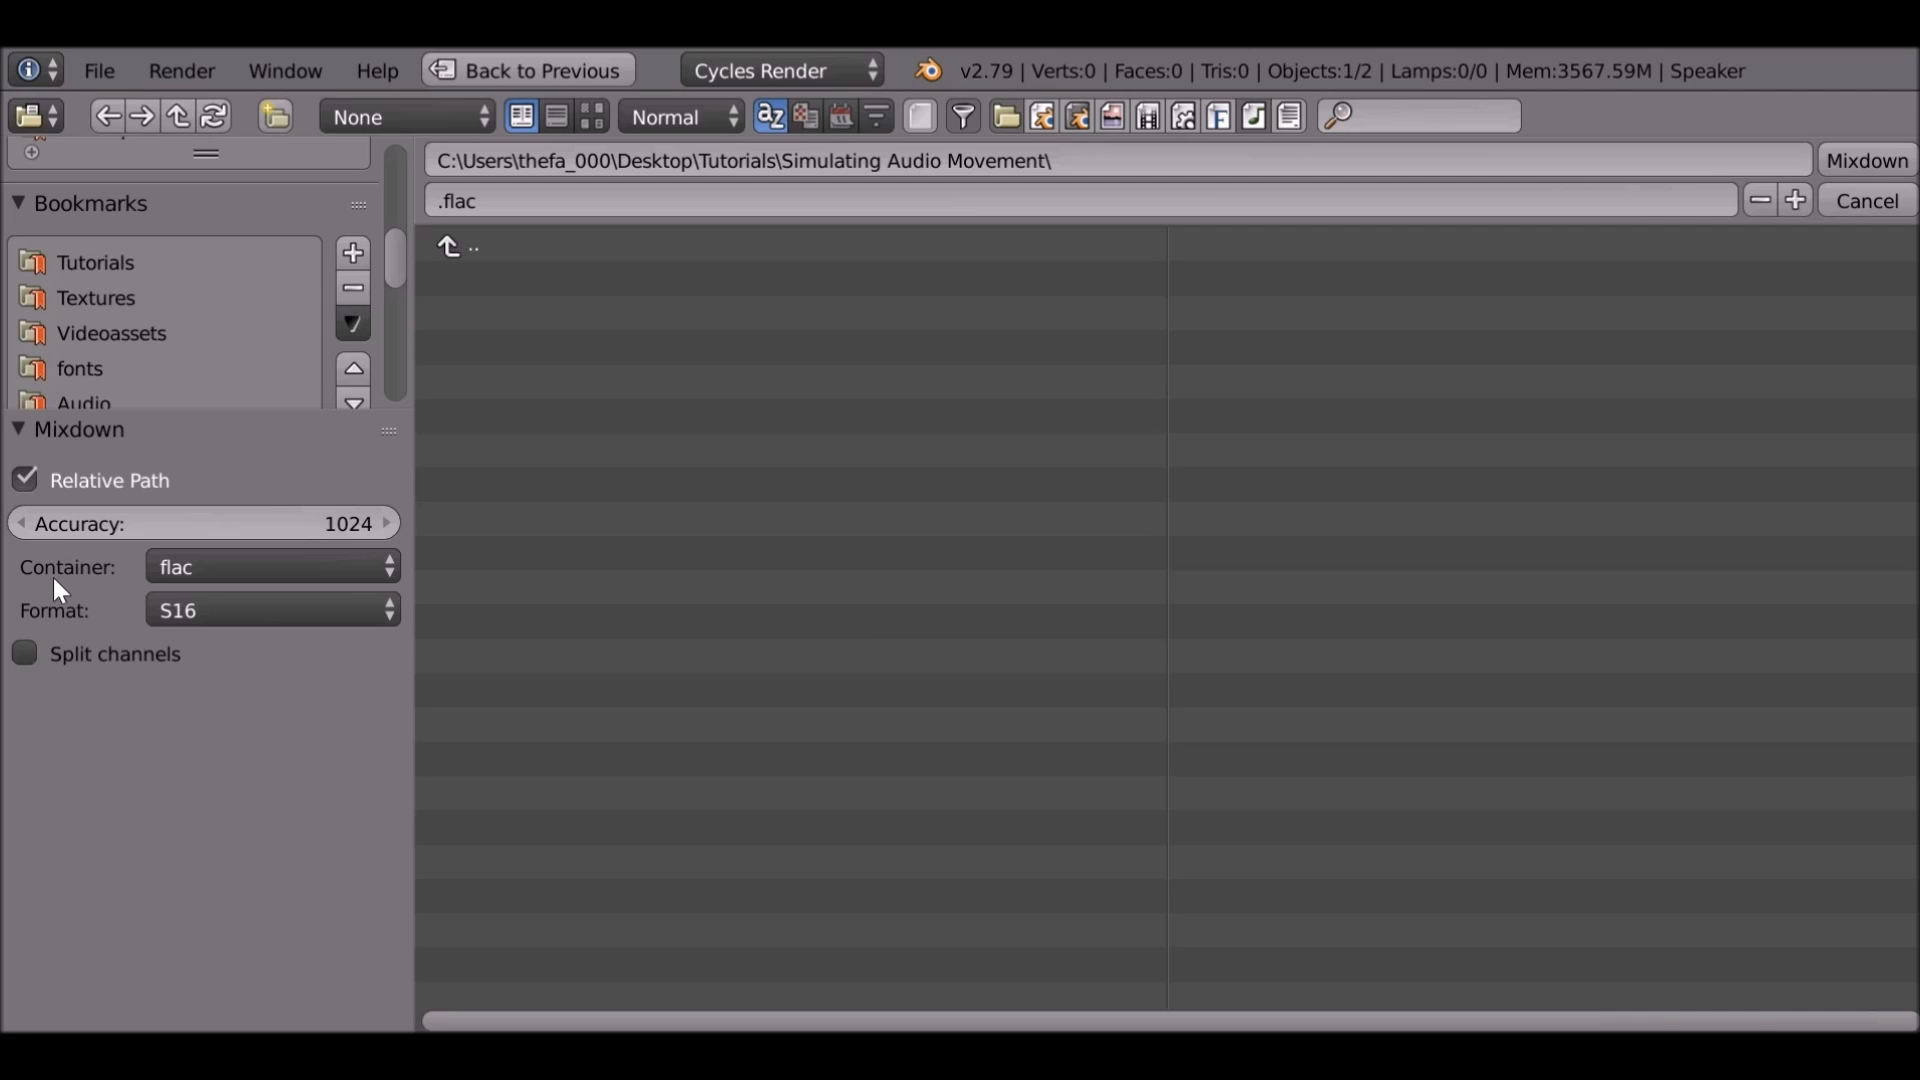 File Render Window Help Back to Previous Cycles Render v2.79 | Verts:0 | Faces:0 | Tris:0 | Objects:1/2 | Lamps:0/0 | Mem:3567.59M | Speaker
None Normal
C:\Users\thefa_000\Desktop\Tutorials\Simulating Audio Movement\ Mixdown
.flac Cancel
..
Bookmarks
Tutorials
Textures
Videoassets
fonts
Audio
Mixdown
Relative Path
Accuracy: 1024
Container: flac
Format: S16
Split channels